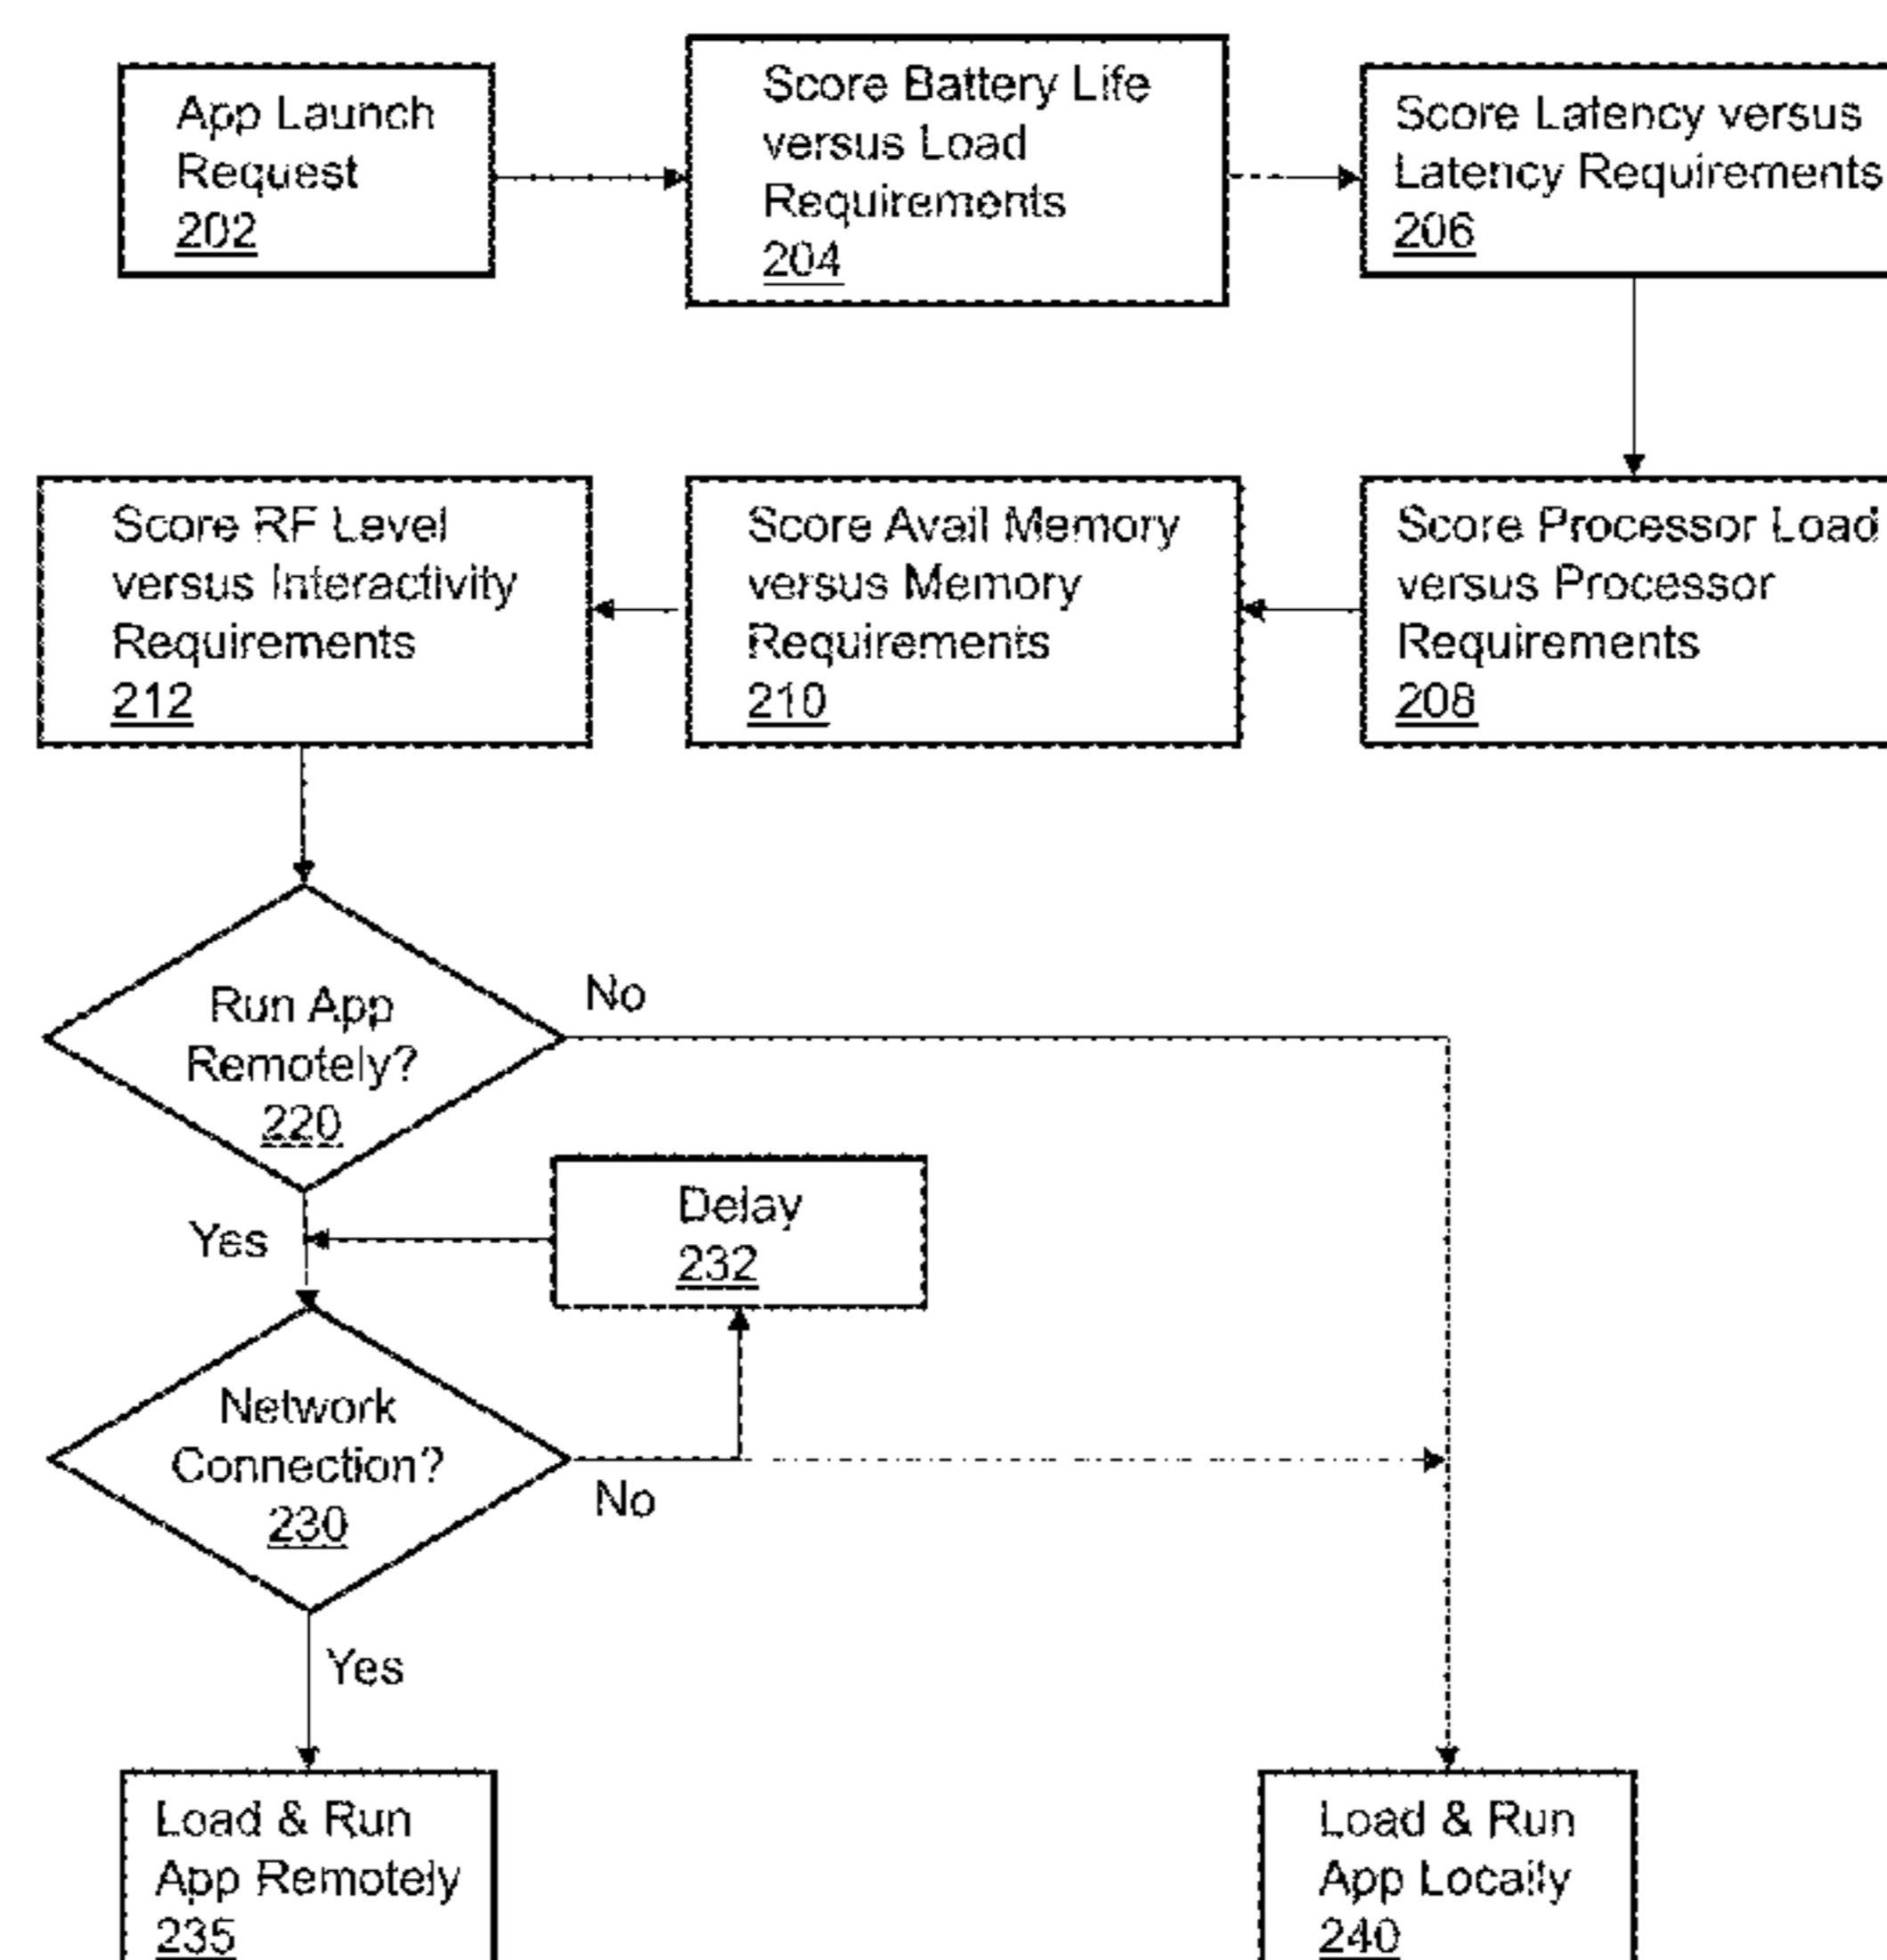 App Launch
Request
202
Score Battery Life
versus Load
Requirements
204
Score Latency versus
Latency Requirements
206
Score RF Level
versus Interactivity
Requirements
212
Score Avail Memory
versus Memory
Requirements
210
Score Processor Load
versus Processor
Requirements
208
Run App
Remotely?
220
No
Yes
Delay
232
Network
Connection?
230
No
Yes
Load & Run
App Remotely
235
Load & Run
App Locally
240